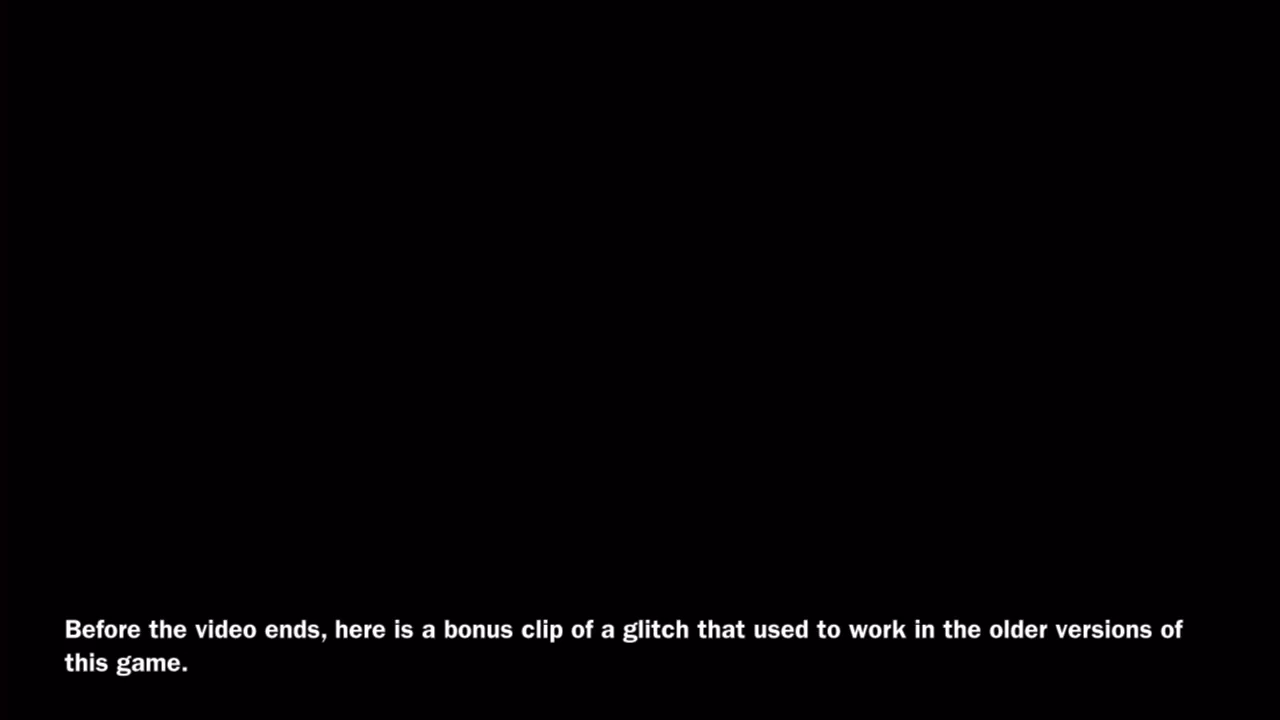 Before the video ends, here is a bonus clip of a glitch that used to work in the older versions of
this game.